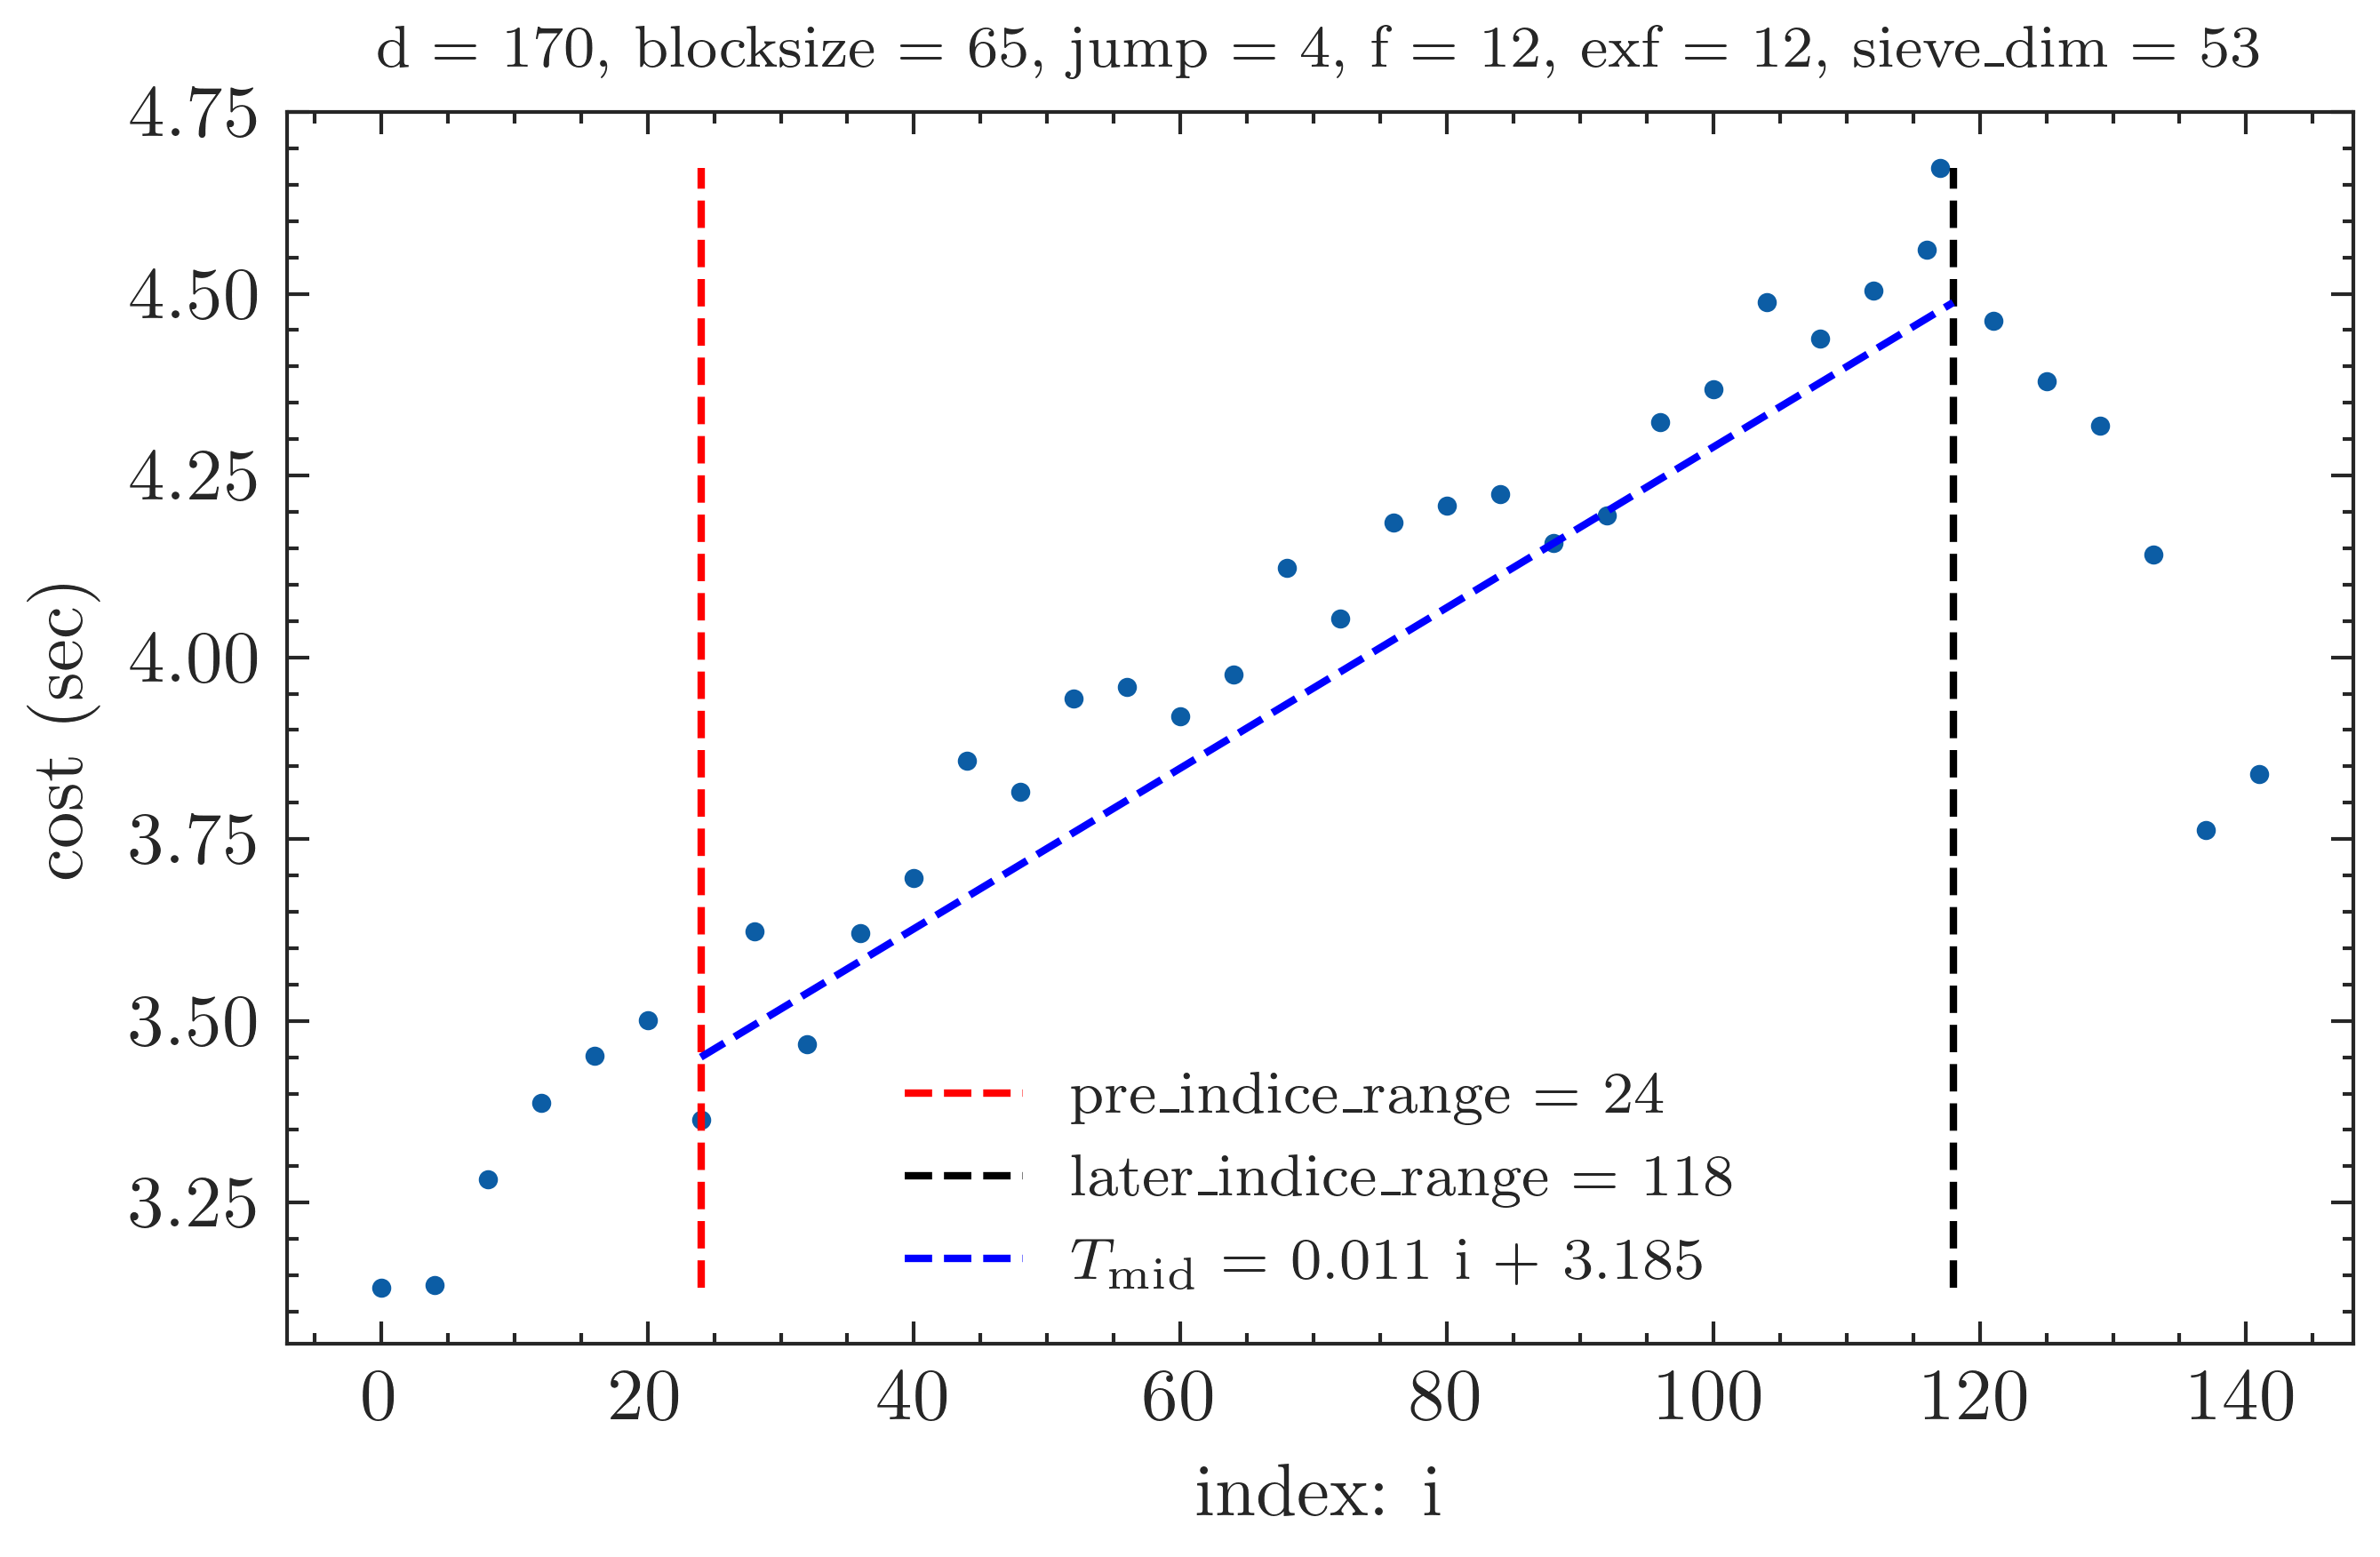 d = 170, blocksize = 65, jump = 4, f = 12, exf = 12, sieve_dim = 53
4.75
4.50
4.25
4.00
3.75
3.50
3.25
cost (sec)
pre_indice_range = 24
later_indice_range = 118
T_mid = 0.011 i + 3.185
0 20 40 60 80 100 120 140
index: i